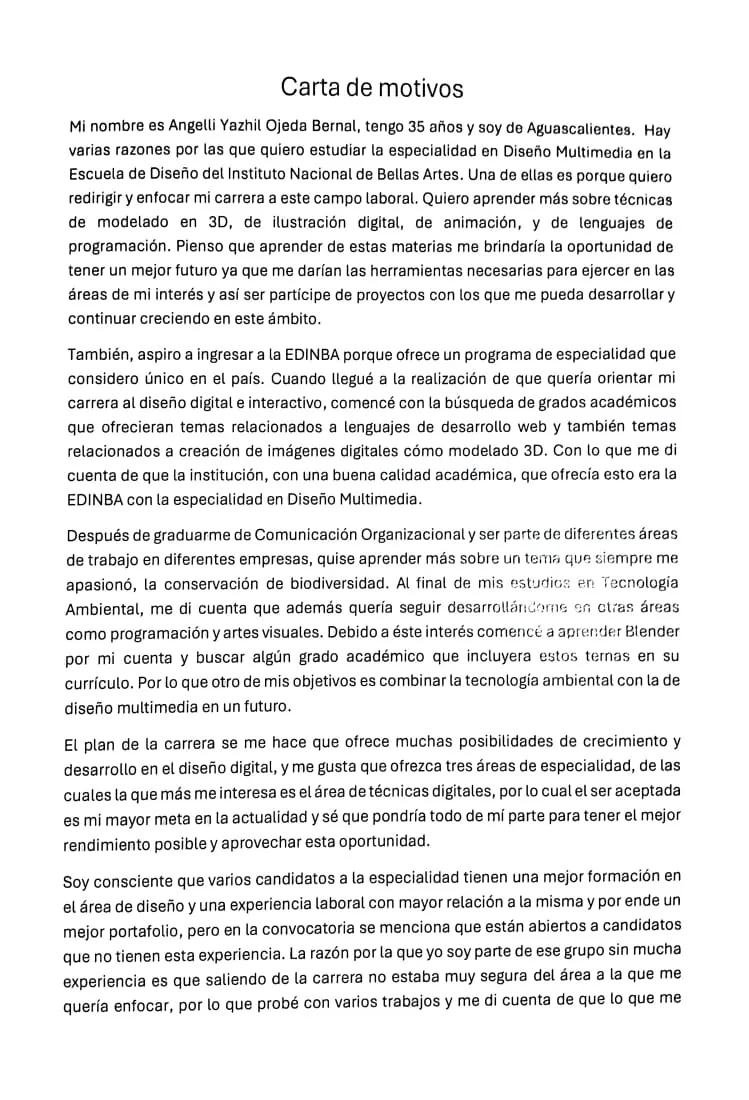 Carta de motivos
Mi nombre es Angelli Yazhil Ojeda Bernal, tengo 35 años y soy de Aguascalientes. Hay
varias razones por las que quiero estudiar la especialidad en Diseño Multimedia en la
Escuela de Diseño del Instituto Nacional de Bellas Artes. Una de ellas es porque quiero
redirigir y enfocar mi carrera a este campo laboral. Quiero aprender más sobre técnicas
de modelado en 3D, de ilustración digital, de animación, y de lenguajes de
programación. Pienso que aprender de estas materias me brindaría la oportunidad de
tener un mejor futuro ya que me darían las herramientas necesarias para ejercer en las
áreas de mi interés y así ser partícipe de proyectos con los que me pueda desarrollar y
continuar creciendo en este ámbito.
También, aspiro a ingresar a la EDINBA porque ofrece un programa de especialidad que
considero único en el país. Cuando llegué a la realización de que quería orientar mi
carrera al diseño digital e interactivo, comencé con la búsqueda de grados académicos
que ofrecieran temas relacionados a lenguajes de desarrollo web y también temas
relacionados a creación de imágenes digitales cómo modelado 3D. Con lo que me di
cuenta de que la institución, con una buena calidad académica, que ofrecía esto era la
EDINBA con la especialidad en Diseño Multimedia.
Después de graduarme de Comunicación Organizacional y ser parte de diferentes áreas
de trabajo en diferentes empresas, quise aprender más sobre un tema que siempre me
apasionó, la conservación de biodiversidad. Al final de mis estudios en Tecnología
Ambiental, me di cuenta que además quería seguir desarrollándome en otras áreas
como programación y artes visuales. Debido a éste interés comencé a aprender Blender
por mi cuenta y buscar algún grado académico que incluyera estos temas en su
currículo. Por lo que otro de mis objetivos es combinar la tecnología ambiental con la de
diseño multimedia en un futuro.
El plan de la carrera se me hace que ofrece muchas posibilidades de crecimiento y
desarrollo en el diseño digital, y me gusta que ofrezca tres áreas de especialidad, de las
cuales la que más me interesa es el área de técnicas digitales, por lo cual el ser aceptada
es mi mayor meta en la actualidad y sé que pondría todo de mí parte para tener el mejor
rendimiento posible y aprovechar esta oportunidad.
Soy consciente que varios candidatos a la especialidad tienen una mejor formación en
el área de diseño y una experiencia laboral con mayor relación a la misma y por ende un
mejor portafolio, pero en la convocatoria se menciona que están abiertos a candidatos
que no tienen esta experiencia. La razón por la que yo soy parte de ese grupo sin mucha
experiencia es que saliendo de la carrera no estaba muy segura del área a la que me
quería enfocar, por lo que probé con varios trabajos y me di cuenta de que lo que me